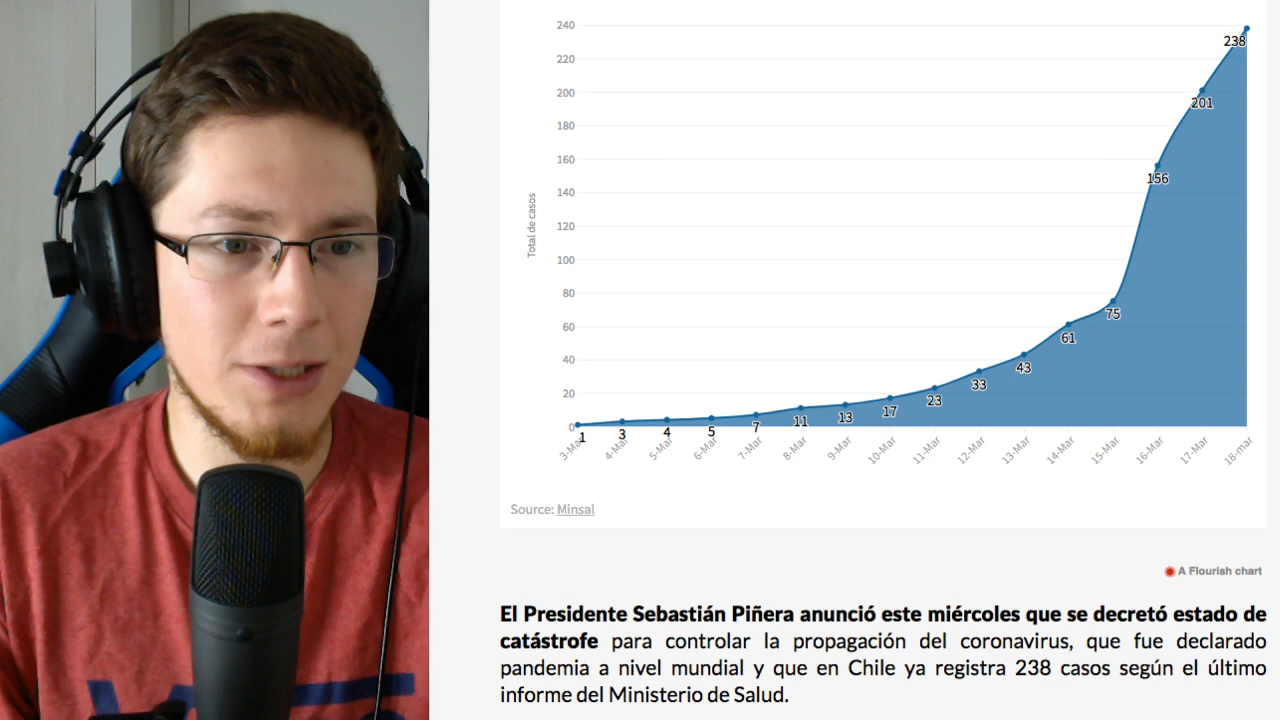 240
220
200
180
160
140
120
100
80
60
40
20
0
Total de casos
1
3
4
5
7
11
13
17
23
33
43
61
75
156
201
238
3-Mar
4-Mar
5-Mar
6-Mar
7-Mar
8-Mar
9-Mar
10-Mar
11-Mar
12-Mar
13-Mar
14-Mar
15-Mar
16-Mar
17-Mar
18-mar
Source: Minsal
A Flourish chart
El Presidente Sebastián Piñera anunció este miércoles que se decretó estado de
catástrofe para controlar la propagación del coronavirus, que fue declarado
pandemia a nivel mundial y que en Chile ya registra 238 casos según el último
informe del Ministerio de Salud.